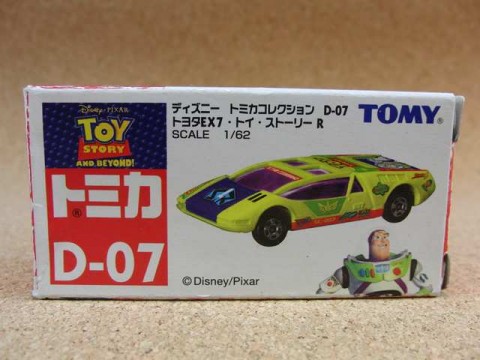 Disney · PIXAR
TOY
STORY
AND BEYOND!
トミカ®
D-07
ディズニー トミカコレクション D-07
トヨタEX7・トイ・ストーリー R
SCALE 1/62
TOMY®
©Disney/Pixar